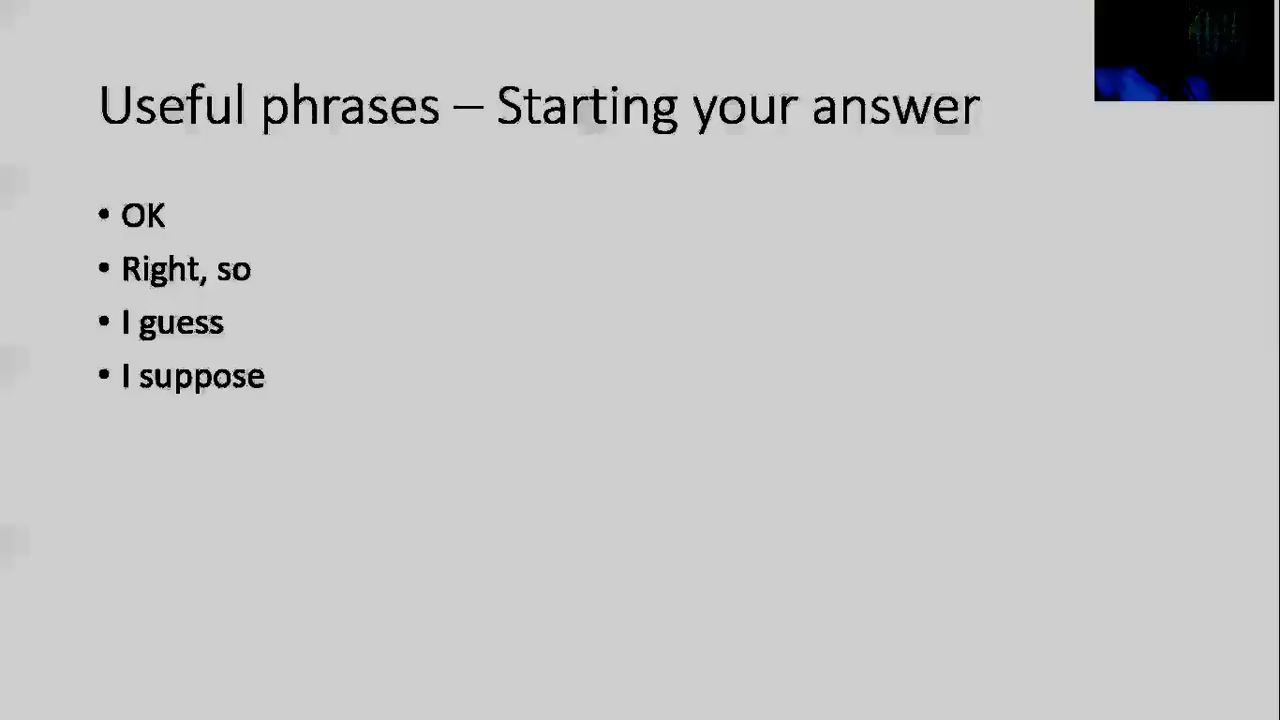 Useful phrases – Starting your answer
• OK
• Right, so
• I guess
• I suppose